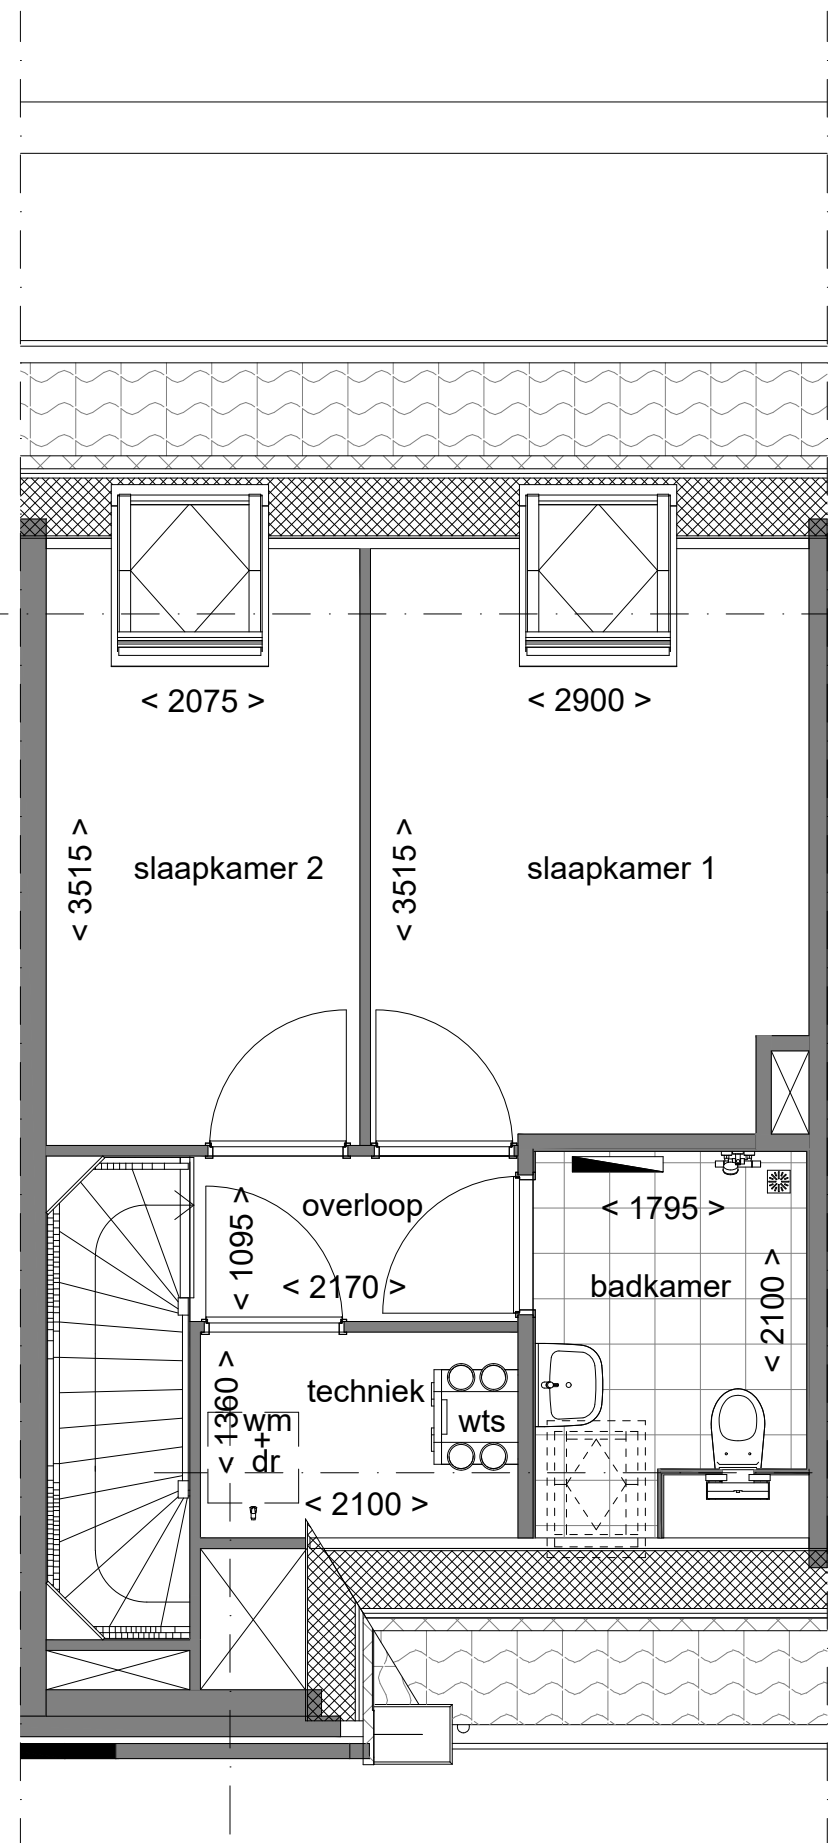 < 2075 >
< 2900 >
< 3515 >
slaapkamer 2
< 3515 >
slaapkamer 1
< 1095 >
overloop
< 2170 >
< 1795 >
badkamer
< 2100 >
< 1360 >
techniek
wm
+
dr
wts
< 2100 >